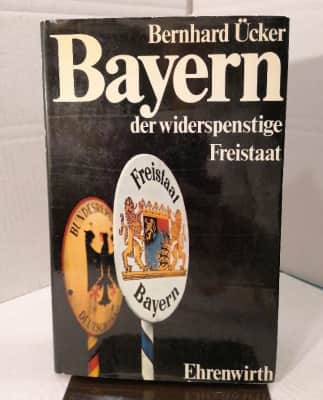 Bernhard Ücker
Bayern
der widerspenstige
Freistaat
Freistaat
Bayern
Ehrenwirth